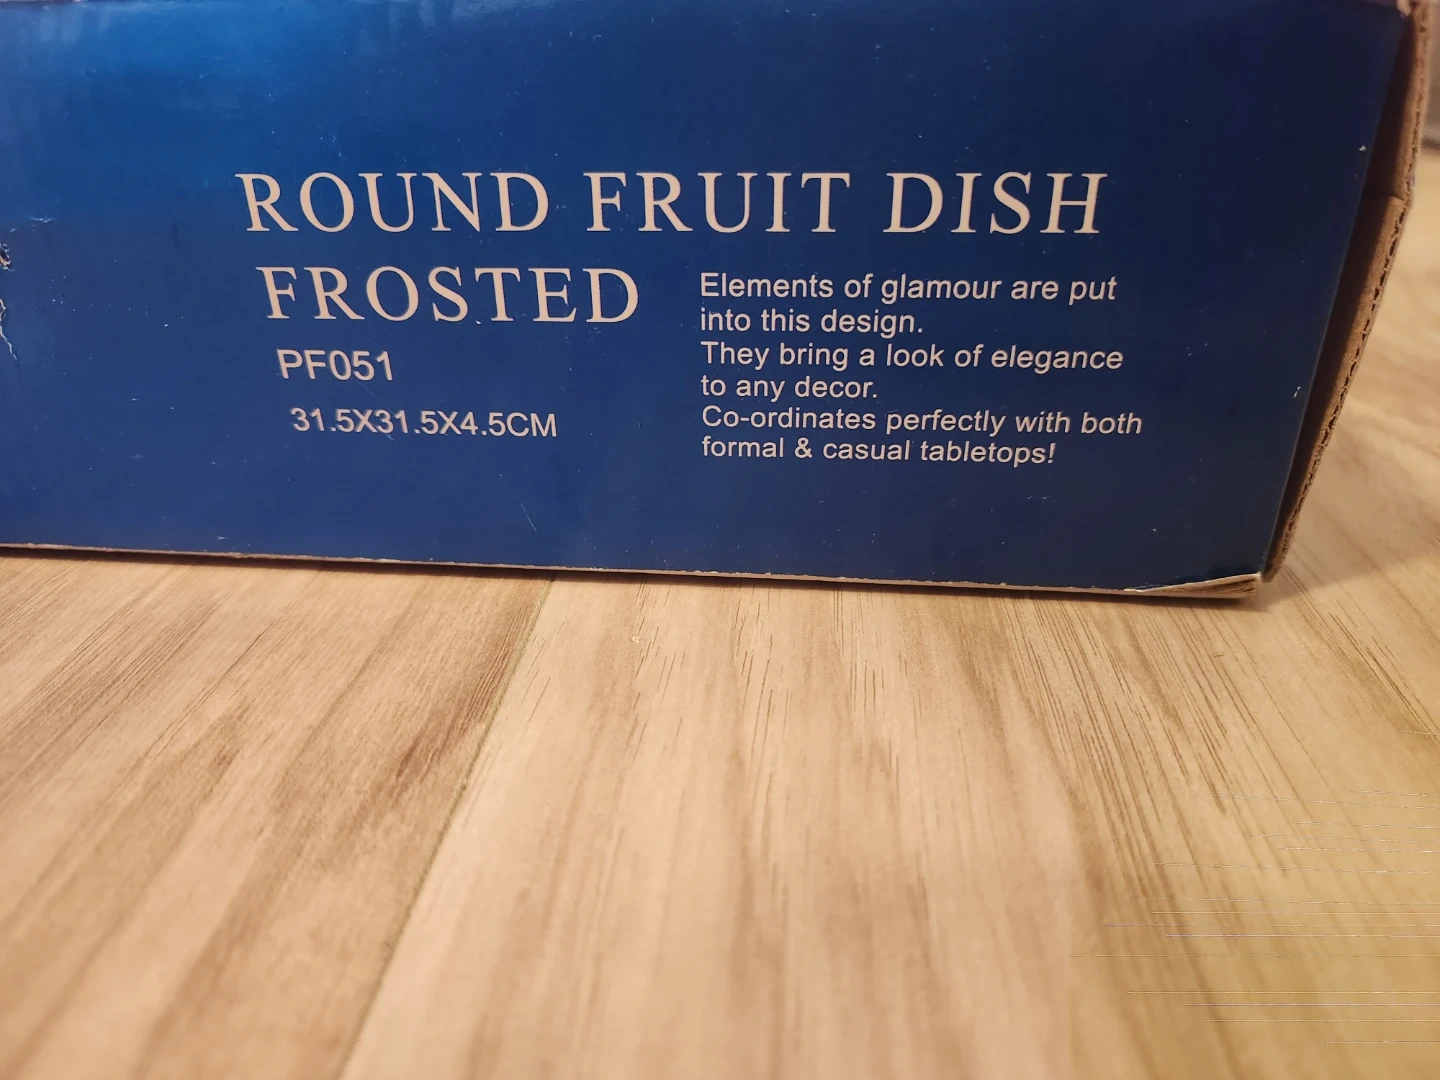 ROUND FRUIT DISH
FROSTED
PF051
31.5X31.5X4.5CM
Elements of glamour are put
into this design.
They bring a look of elegance
to any decor.
Co-ordinates perfectly with both
formal & casual tabletops!